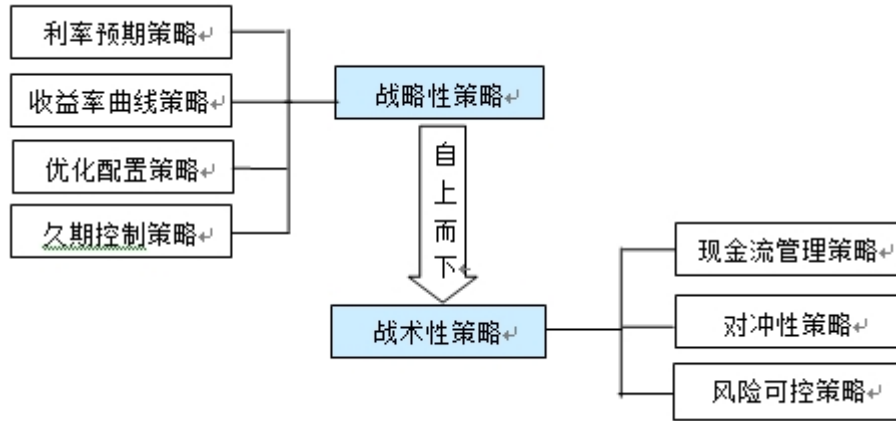 利率预期策略
收益率曲线策略
优化配置策略
久期控制策略
战略性策略
自
上
而
下
战术性策略
现金流管理策略
对冲性策略
风险可控策略